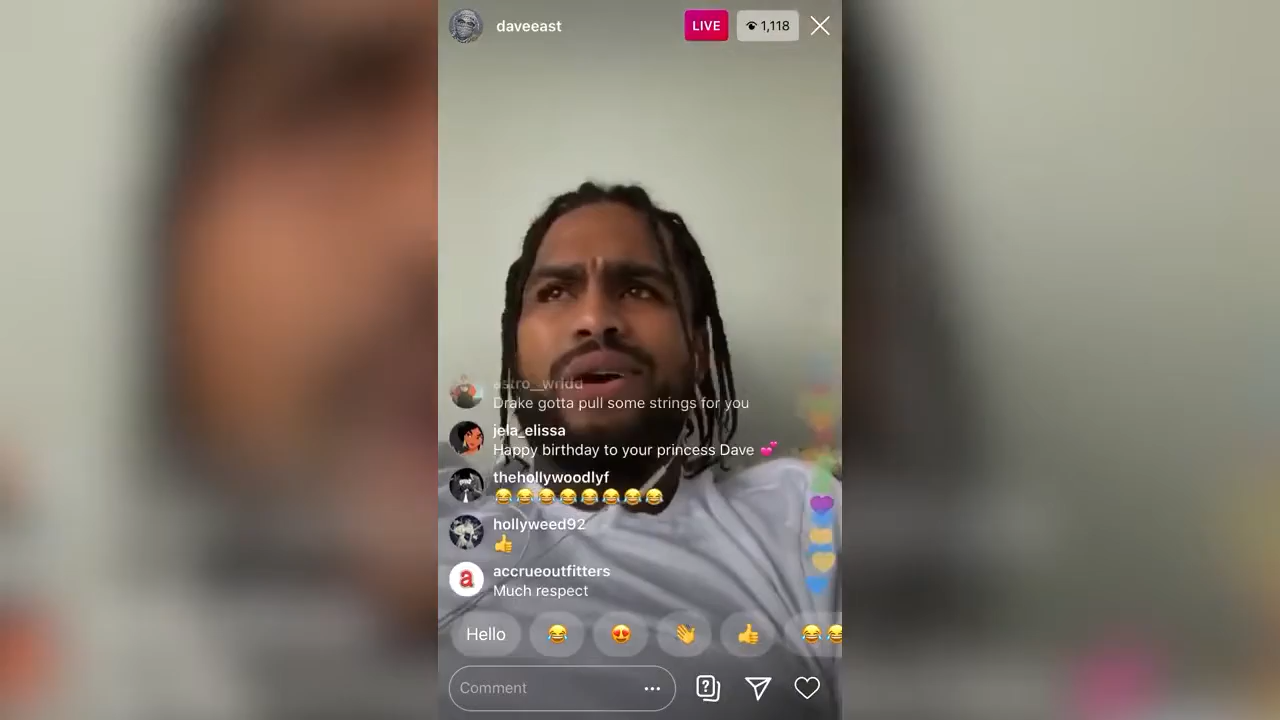 daveeast
LIVE
1,118
astro__wridd
Drake gotta pull some strings for you
jela_elissa
Happy birthday to your princess Dave 💕
thehollywoodlyf
😂😂😂😂😂😂😂😂
hollyweed92
👍
a
accrueoutfitters
Much respect
Hello 😂 😍 👏 👍 😂😂
Comment